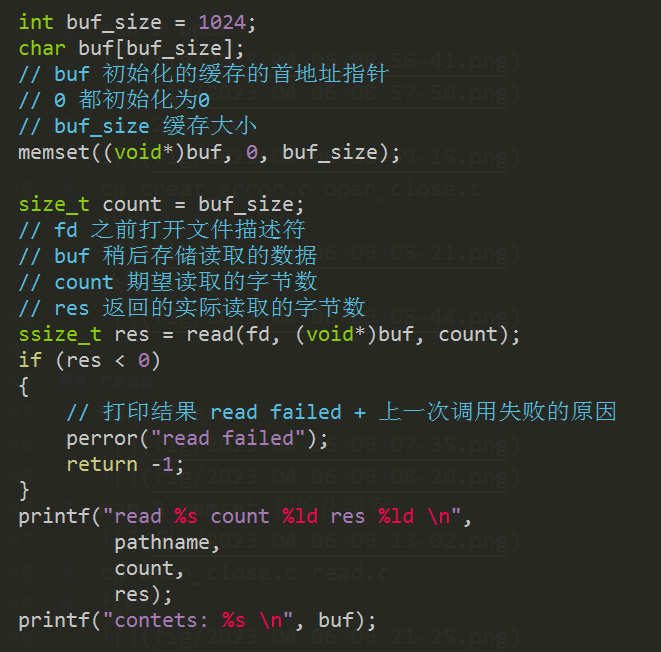 int buf_size = 1024;
char buf[buf_size];
// buf 初始化的缓存的首地址指针
// 0 都初始化为0
// buf_size 缓存大小
memset((void*)buf, 0, buf_size);
size_t count = buf_size;
// fd 之前打开文件描述符
// buf 稍后存储读取的数据
// count 期望读取的字节数
// res 返回的实际读取的字节数
ssize_t res = read(fd, (void*)buf, count);
if (res < 0)
{
    // 打印结果 read failed + 上一次调用失败的原因
    perror("read failed");
    return -1;
}
printf("read %s count %ld res %ld \n",
        pathname,
        count,
        res);
printf("contets: %s \n", buf);